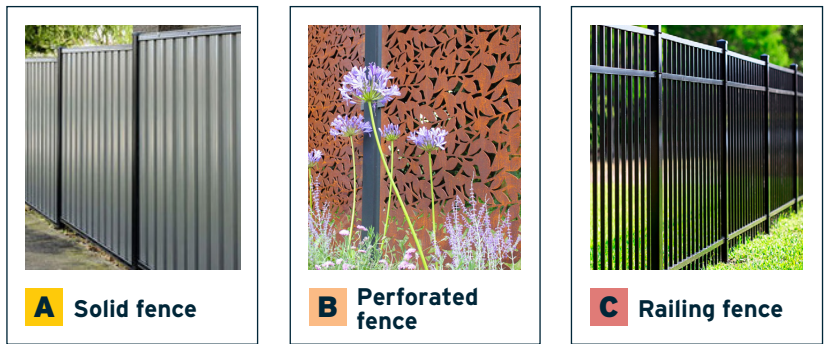 A Solid fence
B Perforated
fence
C Railing fence